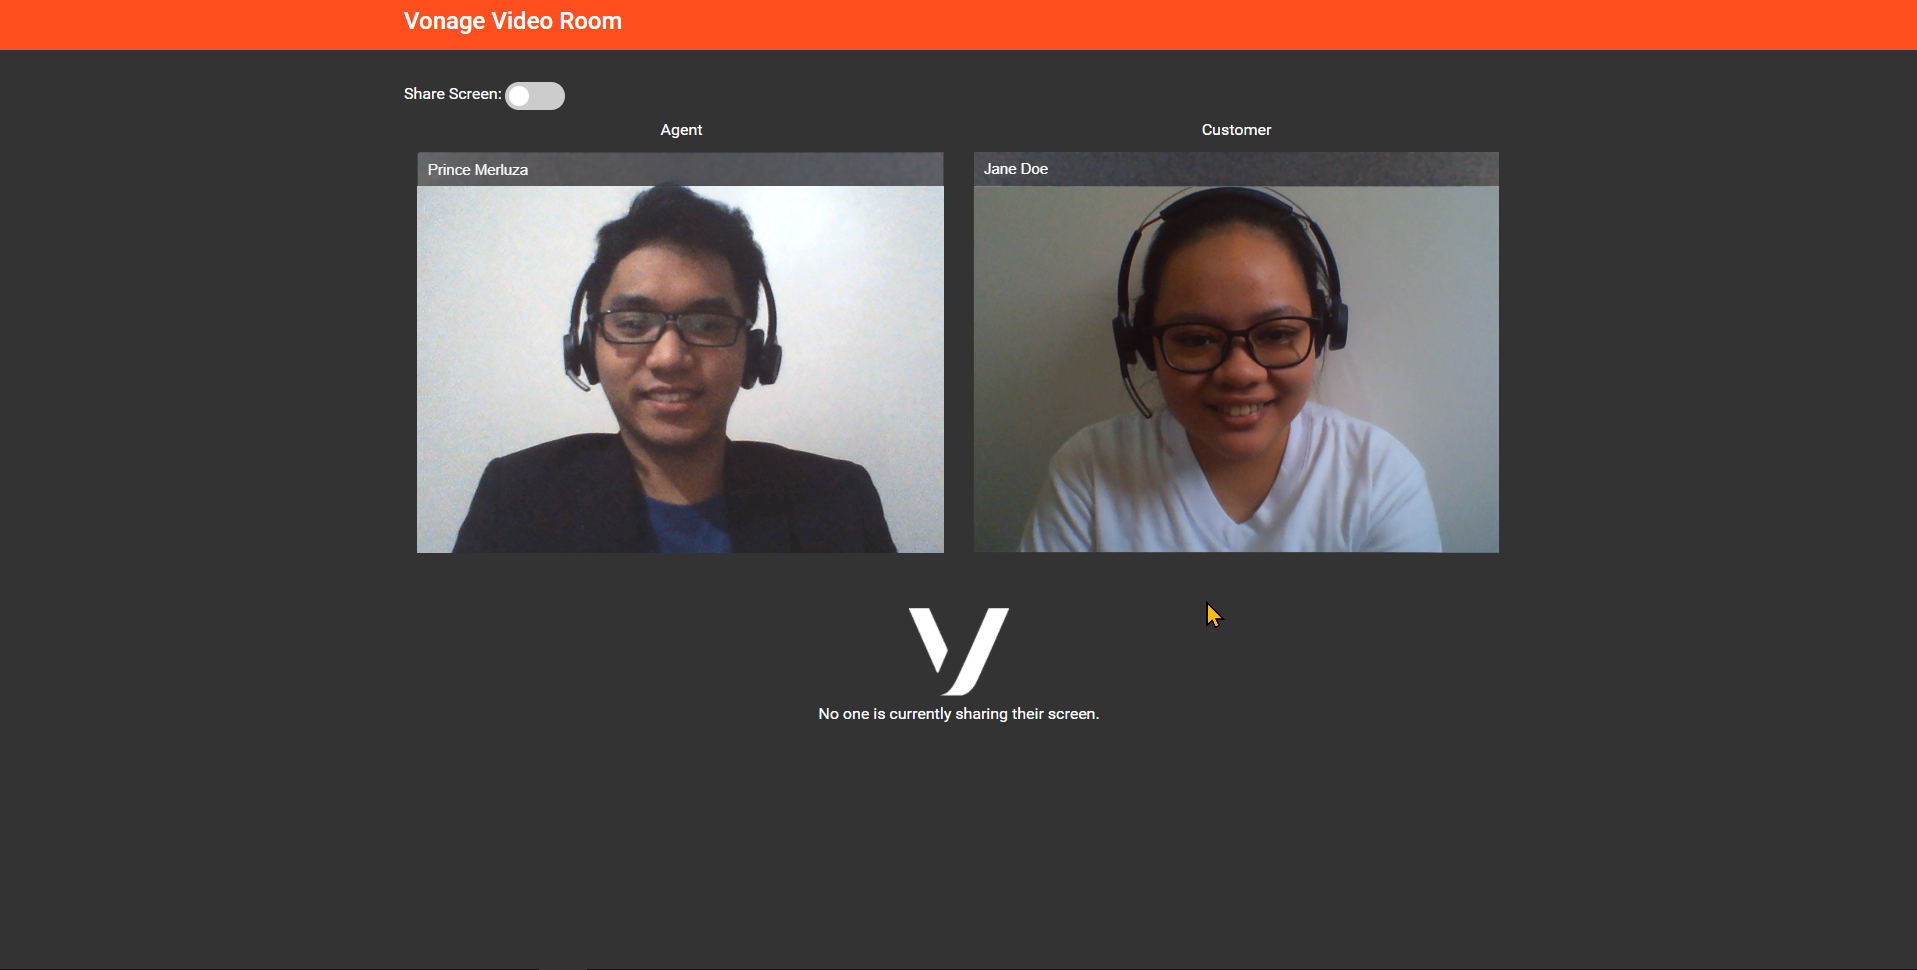 Vonage Video Room
Share Screen:
Agent
Customer
Prince Merluza
Jane Doe
No one is currently sharing their screen.